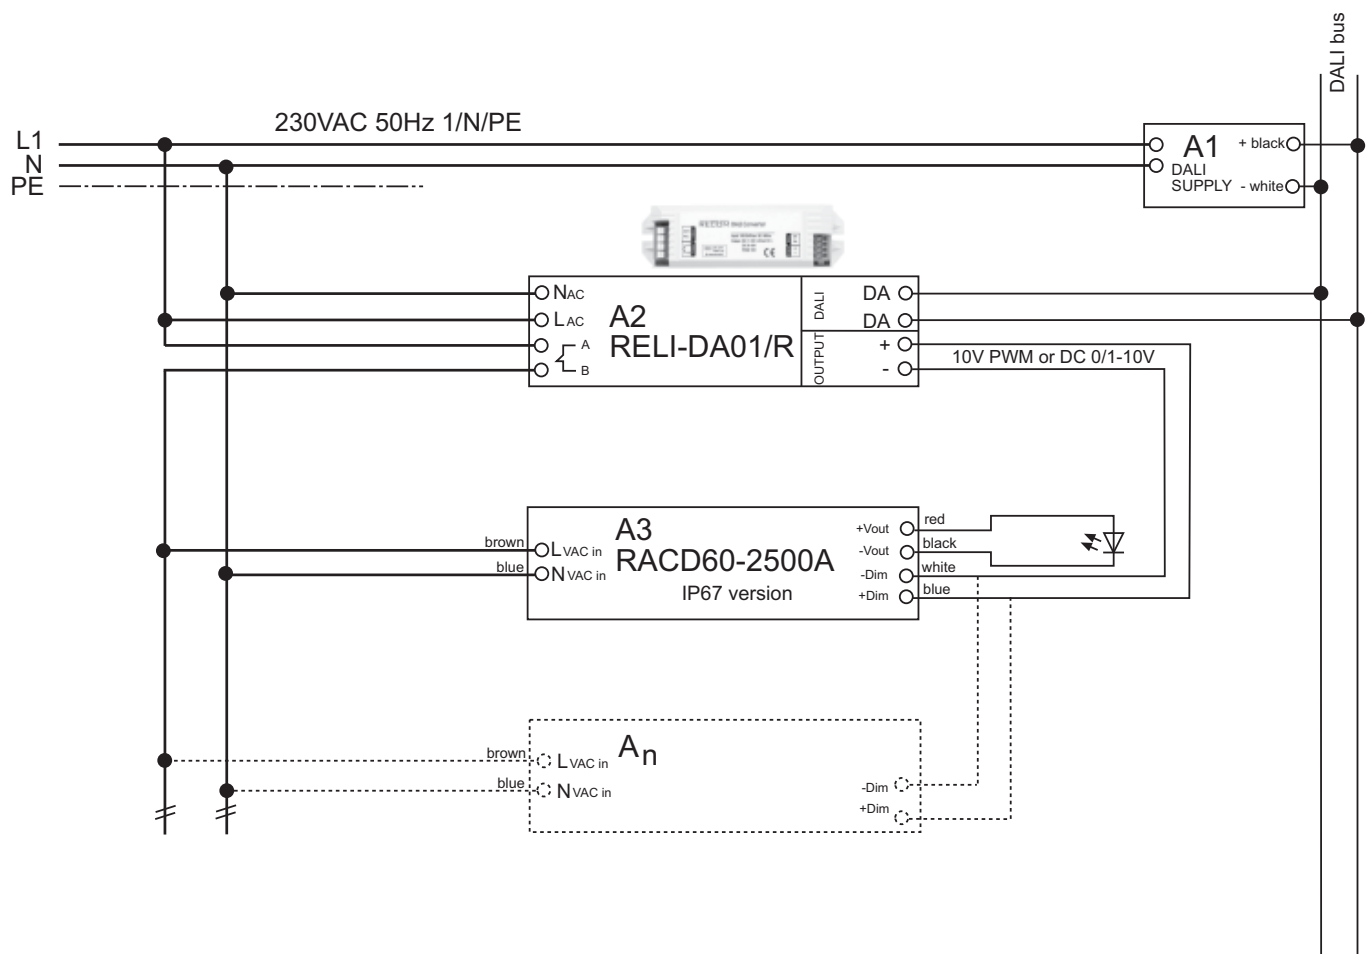 DALI bus
230VAC 50Hz 1/N/PE
L1
N
PE
A1
DALI
SUPPLY
+ black
- white
NAC
LAC
A
B
A2
RELI-DA01/R
DALI
OUTPUT
DA
DA
+
-
10V PWM or DC 0/1-10V
brown
blue
LVAC in
NVAC in
A3
RACD60-2500A
IP67 version
+Vout
-Vout
-Dim
+Dim
red
black
white
blue
brown
blue
LVAC in
NVAC in
An
-Dim
+Dim